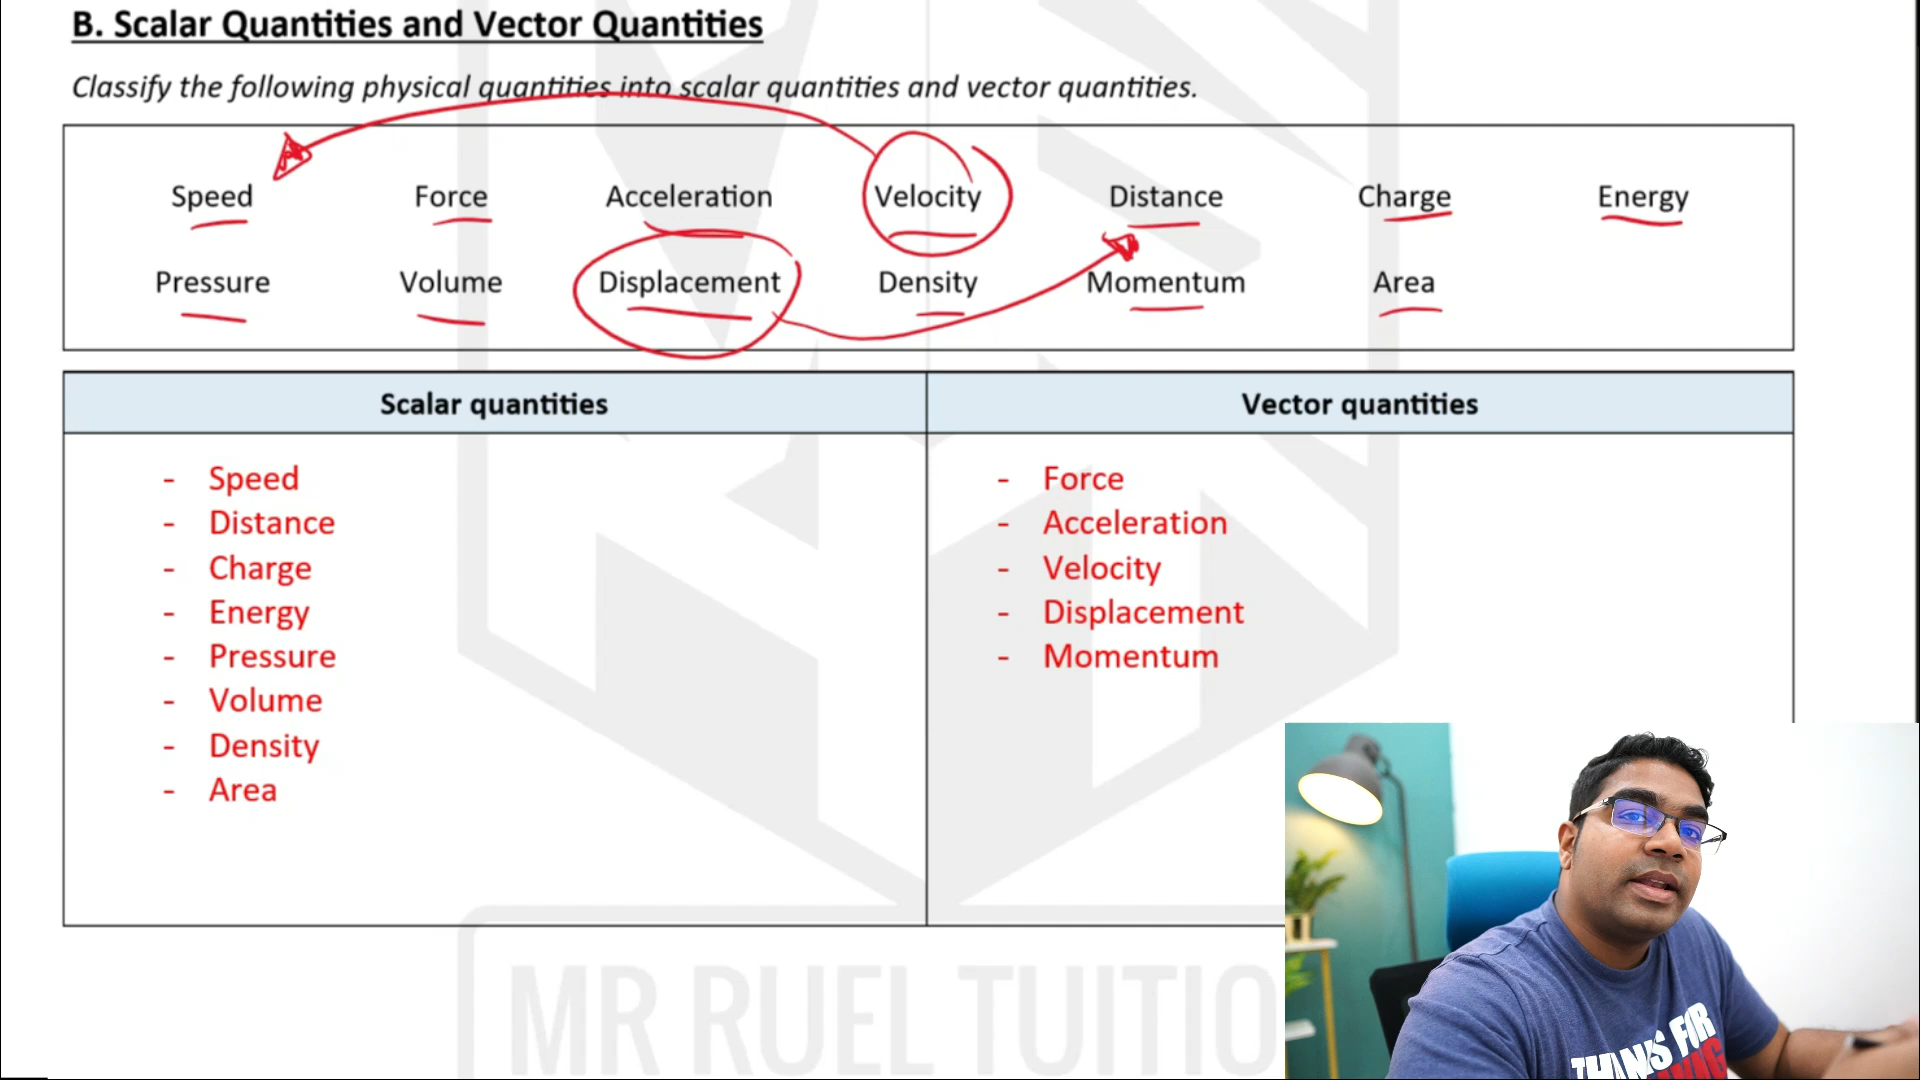 B. Scalar Quantities and Vector Quantities
Classify the following physical quantities into scalar quantities and vector quantities.
Speed Force Acceleration Velocity Distance Charge Energy
Pressure Volume Displacement Density Momentum Area
Scalar quantities Vector quantities
- Speed
- Distance
- Charge
- Energy
- Pressure
- Volume
- Density
- Area
- Force
- Acceleration
- Velocity
- Displacement
- Momentum
MR RUEL TUITIO
THANKS FOR